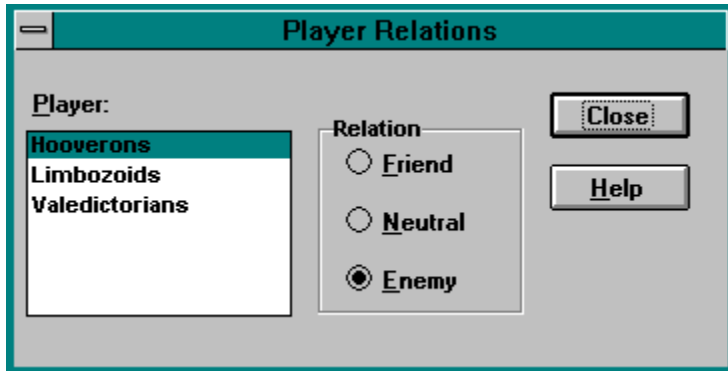 Player Relations
Player:
Hooverons
Limbozoids
Valedictorians
Relation
Friend
Neutral
Enemy
Close
Help